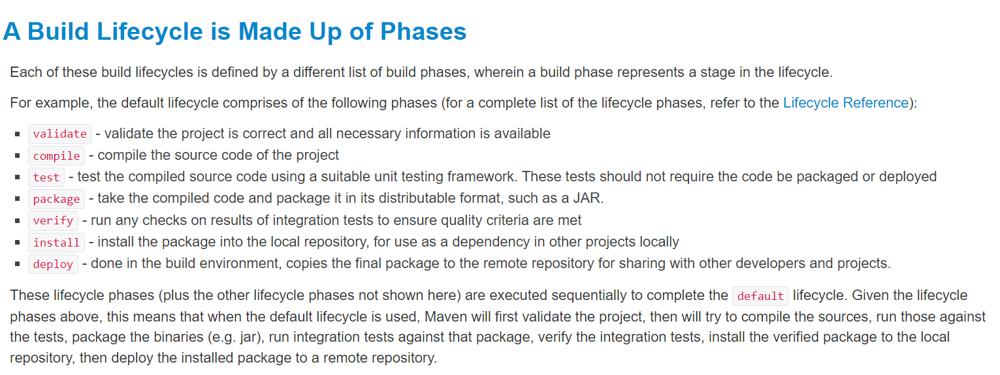 A Build Lifecycle is Made Up of Phases
Each of these build lifecycles is defined by a different list of build phases, wherein a build phase represents a stage in the lifecycle.
For example, the default lifecycle comprises of the following phases (for a complete list of the lifecycle phases, refer to the Lifecycle Reference):
▪ validate - validate the project is correct and all necessary information is available
▪ compile - compile the source code of the project
▪ test - test the compiled source code using a suitable unit testing framework. These tests should not require the code be packaged or deployed
▪ package - take the compiled code and package it in its distributable format, such as a JAR.
▪ verify - run any checks on results of integration tests to ensure quality criteria are met
▪ install - install the package into the local repository, for use as a dependency in other projects locally
▪ deploy - done in the build environment, copies the final package to the remote repository for sharing with other developers and projects.
These lifecycle phases (plus the other lifecycle phases not shown here) are executed sequentially to complete the default lifecycle. Given the lifecycle
phases above, this means that when the default lifecycle is used, Maven will first validate the project, then will try to compile the sources, run those against
the tests, package the binaries (e.g. jar), run integration tests against that package, verify the integration tests, install the verified package to the local
repository, then deploy the installed package to a remote repository.